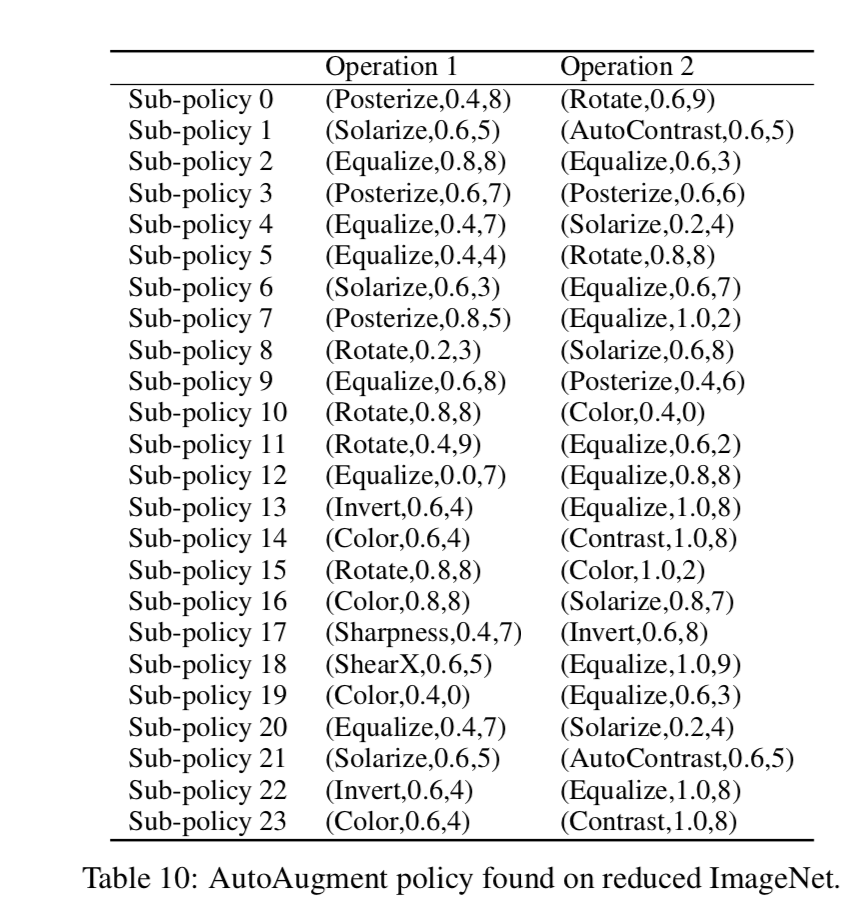 Operation 1 Operation 2
Sub-policy 0 (Posterize,0.4,8) (Rotate,0.6,9)
Sub-policy 1 (Solarize,0.6,5) (AutoContrast,0.6,5)
Sub-policy 2 (Equalize,0.8,8) (Equalize,0.6,3)
Sub-policy 3 (Posterize,0.6,7) (Posterize,0.6,6)
Sub-policy 4 (Equalize,0.4,7) (Solarize,0.2,4)
Sub-policy 5 (Equalize,0.4,4) (Rotate,0.8,8)
Sub-policy 6 (Solarize,0.6,3) (Equalize,0.6,7)
Sub-policy 7 (Posterize,0.8,5) (Equalize,1.0,2)
Sub-policy 8 (Rotate,0.2,3) (Solarize,0.6,8)
Sub-policy 9 (Equalize,0.6,8) (Posterize,0.4,6)
Sub-policy 10 (Rotate,0.8,8) (Color,0.4,0)
Sub-policy 11 (Rotate,0.4,9) (Equalize,0.6,2)
Sub-policy 12 (Equalize,0.0,7) (Equalize,0.8,8)
Sub-policy 13 (Invert,0.6,4) (Equalize,1.0,8)
Sub-policy 14 (Color,0.6,4) (Contrast,1.0,8)
Sub-policy 15 (Rotate,0.8,8) (Color,1.0,2)
Sub-policy 16 (Color,0.8,8) (Solarize,0.8,7)
Sub-policy 17 (Sharpness,0.4,7) (Invert,0.6,8)
Sub-policy 18 (ShearX,0.6,5) (Equalize,1.0,9)
Sub-policy 19 (Color,0.4,0) (Equalize,0.6,3)
Sub-policy 20 (Equalize,0.4,7) (Solarize,0.2,4)
Sub-policy 21 (Solarize,0.6,5) (AutoContrast,0.6,5)
Sub-policy 22 (Invert,0.6,4) (Equalize,1.0,8)
Sub-policy 23 (Color,0.6,4) (Contrast,1.0,8)
Table 10: AutoAugment policy found on reduced ImageNet.